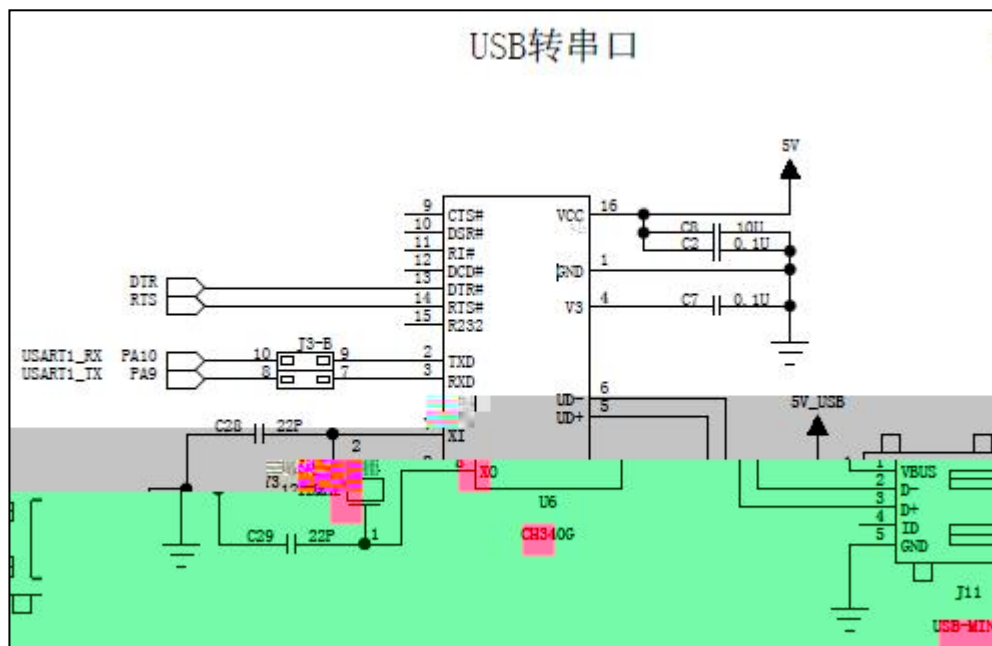 USB转串口
5V
9 CTS#
10 DSR#
11 RI#
12 DCD#
13 DTR#
14 RTS#
15 R232
DTR
RTS
VCC 16
C8 10U
C2 0.1U
GND 1
V3 4
C7 0.1U
J3-B
USART1_RX PA10 10 9 2 TXD
USART1_TX PA9 8 7 3 RXD
UD- 6
UD+ 5
5V_USB
C28 22P
XI
2
XO
U6
CH340G
C29 22P 1
1 VBUS
2 D-
3 D+
4 ID
5 GND
J11
USB-MIN